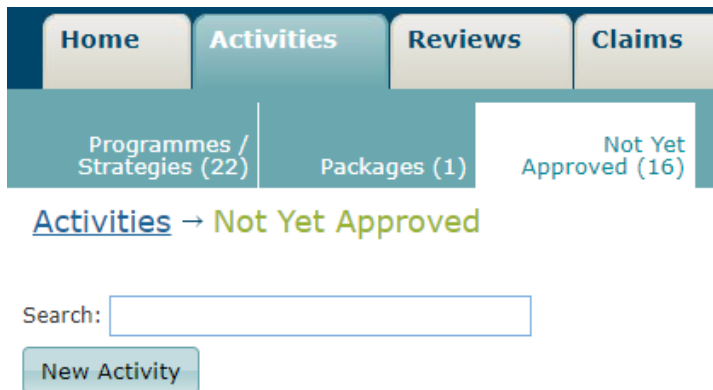 Home Activities Reviews Claims
Programmes / Strategies (22)
Packages (1)
Not Yet Approved (16)
Activities → Not Yet Approved
Search:
New Activity